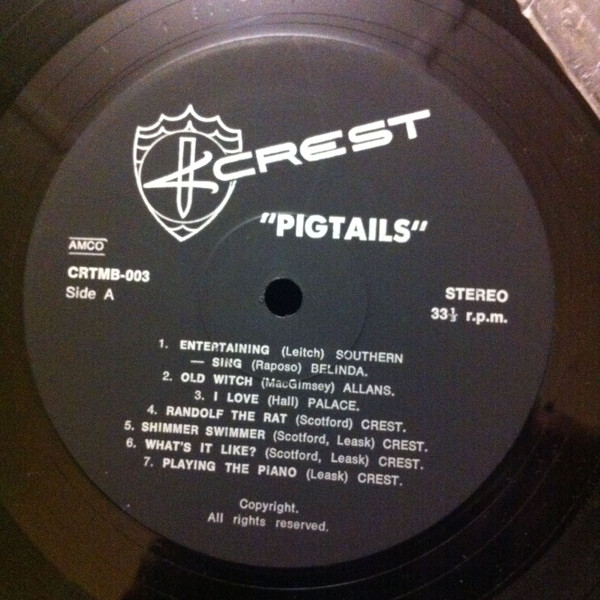 CREST
"PIGTAILS"
AMCO
CRTMB-003
Side A
STEREO
33⅓ r.p.m.
1. ENTERTAINING (Leitch) SOUTHERN
— SING (Raposo) BELINDA.
2. OLD WITCH (MacGimsey) ALLANS.
3. I LOVE (Hall) PALACE.
4. RANDOLF THE RAT (Scotford) CREST.
5. SHIMMER SWIMMER (Scotford, Leask) CREST.
6. WHAT'S IT LIKE? (Scotford, Leask) CREST.
7. PLAYING THE PIANO (Leask) CREST.
Copyright.
All rights reserved.